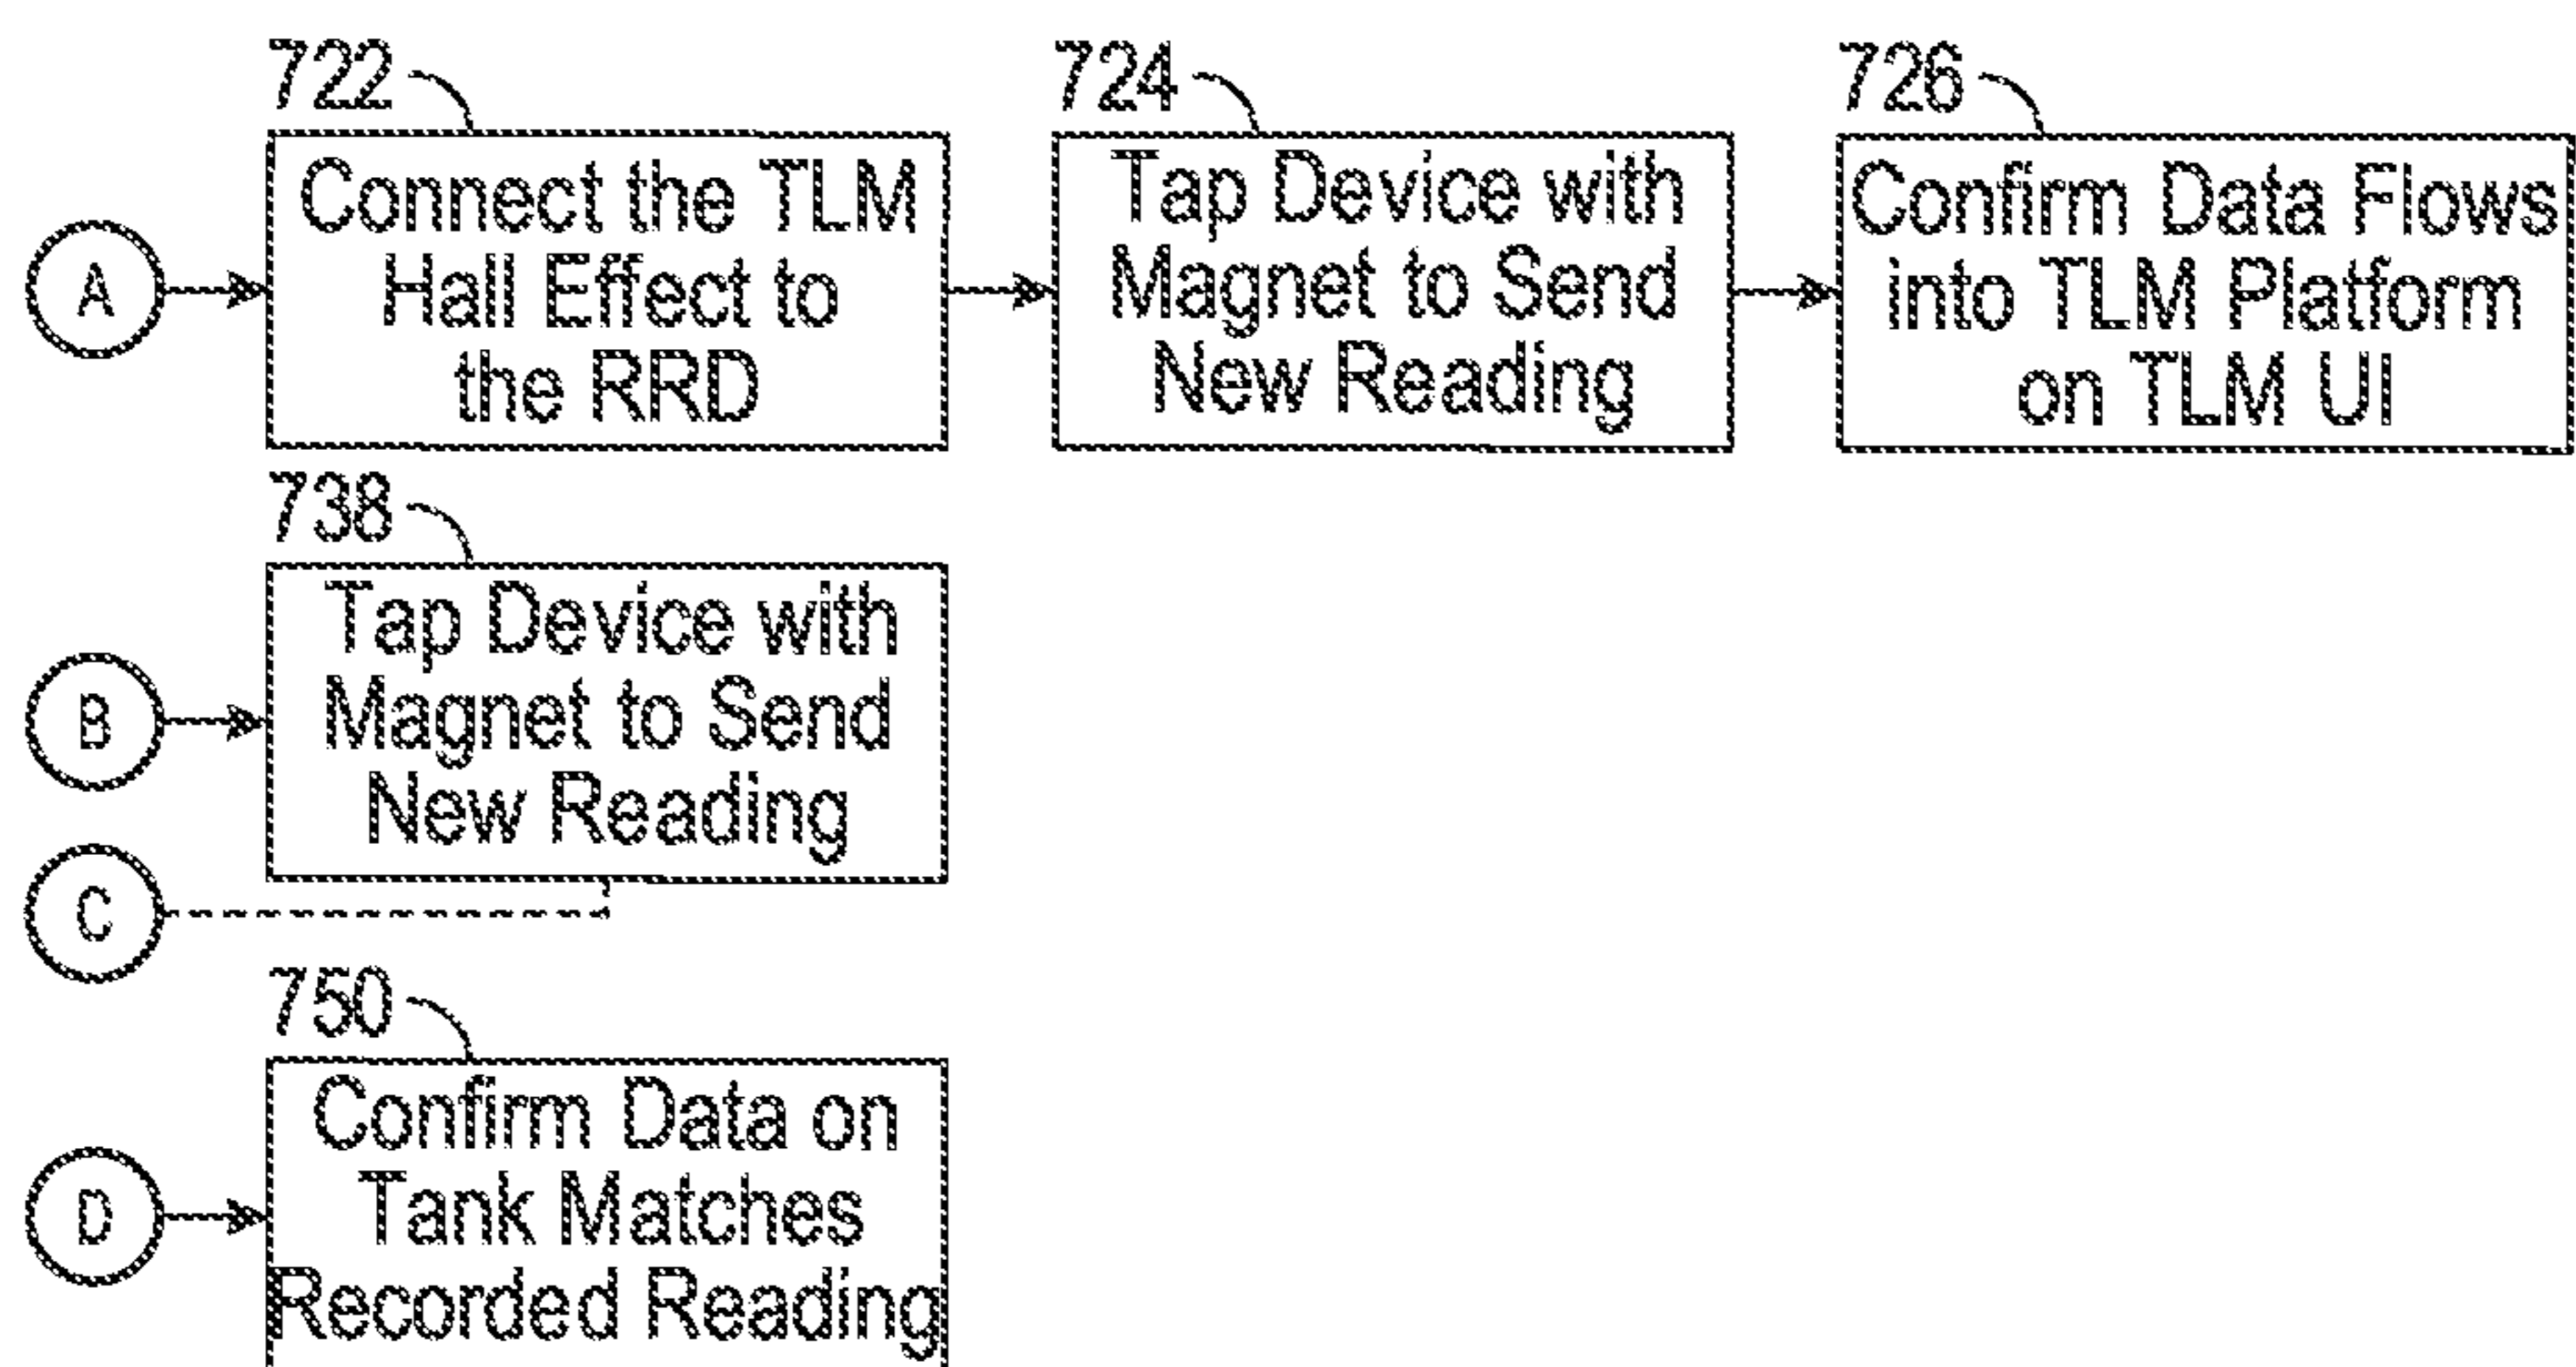 722
724
726
A
Connect the TLM
Hall Effect to
the RRD
Tap Device with
Magnet to Send
New Reading
Confirm Data Flows
into TLM Platform
on TLM UI
738
B
Tap Device with
Magnet to Send
New Reading
C
750
D
Confirm Data on
Tank Matches
Recorded Reading